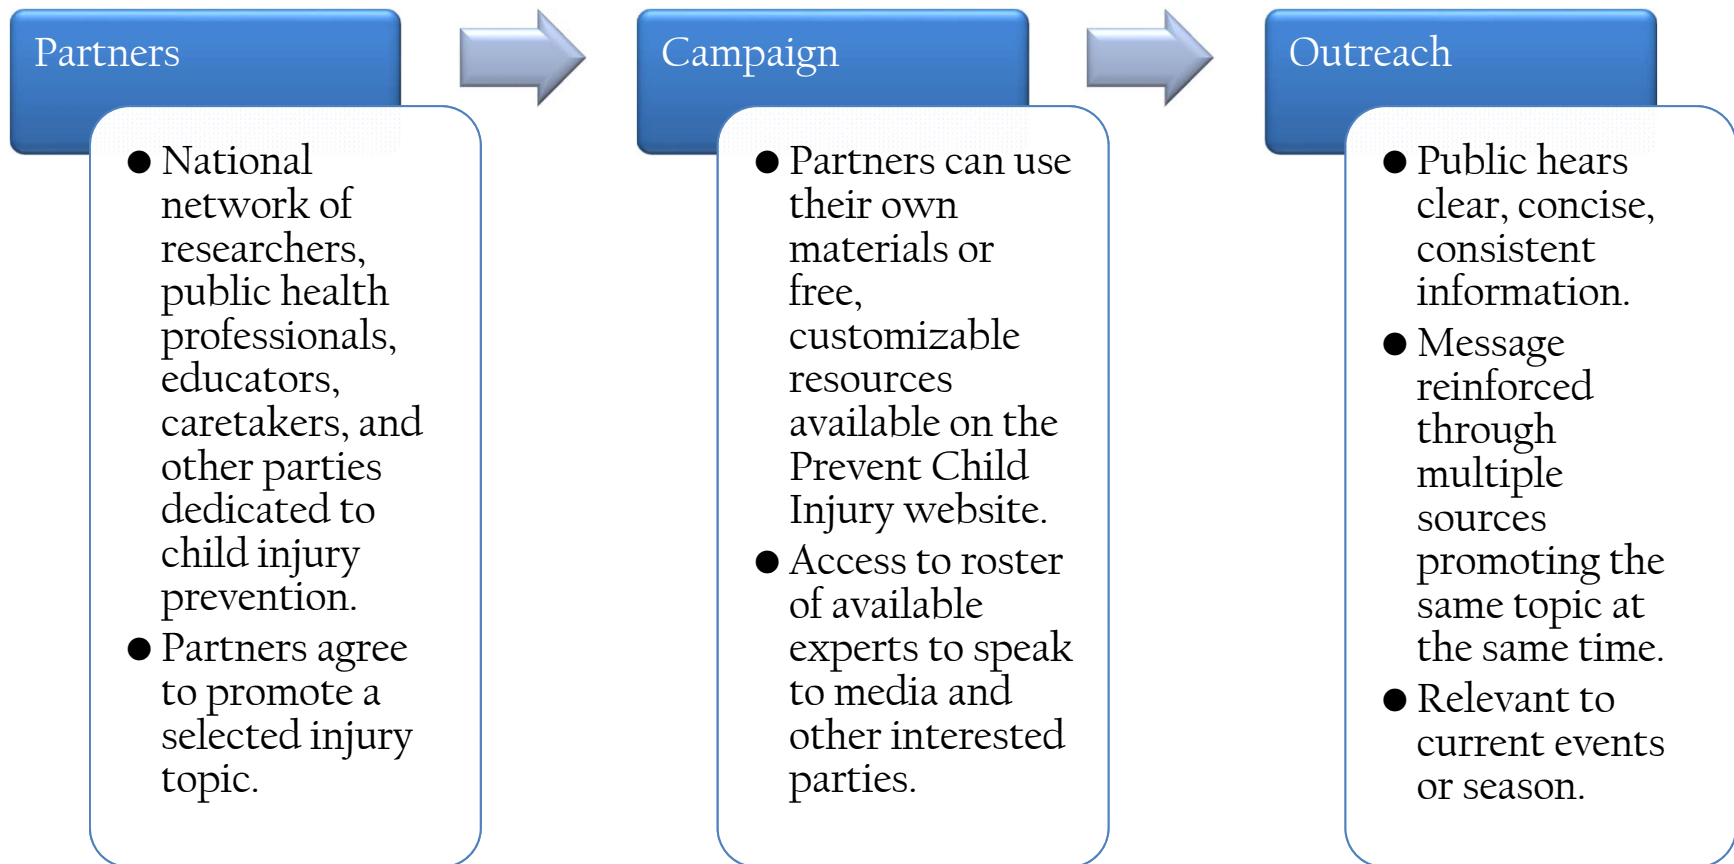 Partners
● National
network of
researchers,
public health
professionals,
educators,
caretakers, and
other parties
dedicated to
child injury
prevention.
● Partners agree
to promote a
selected injury
topic.
Campaign
● Partners can use
their own
materials or
free,
customizable
resources
available on the
Prevent Child
Injury website.
● Access to roster
of available
experts to speak
to media and
other interested
parties.
Outreach
● Public hears
clear, concise,
consistent
information.
● Message
reinforced
through
multiple
sources
promoting the
same topic at
the same time.
● Relevant to
current events
or season.